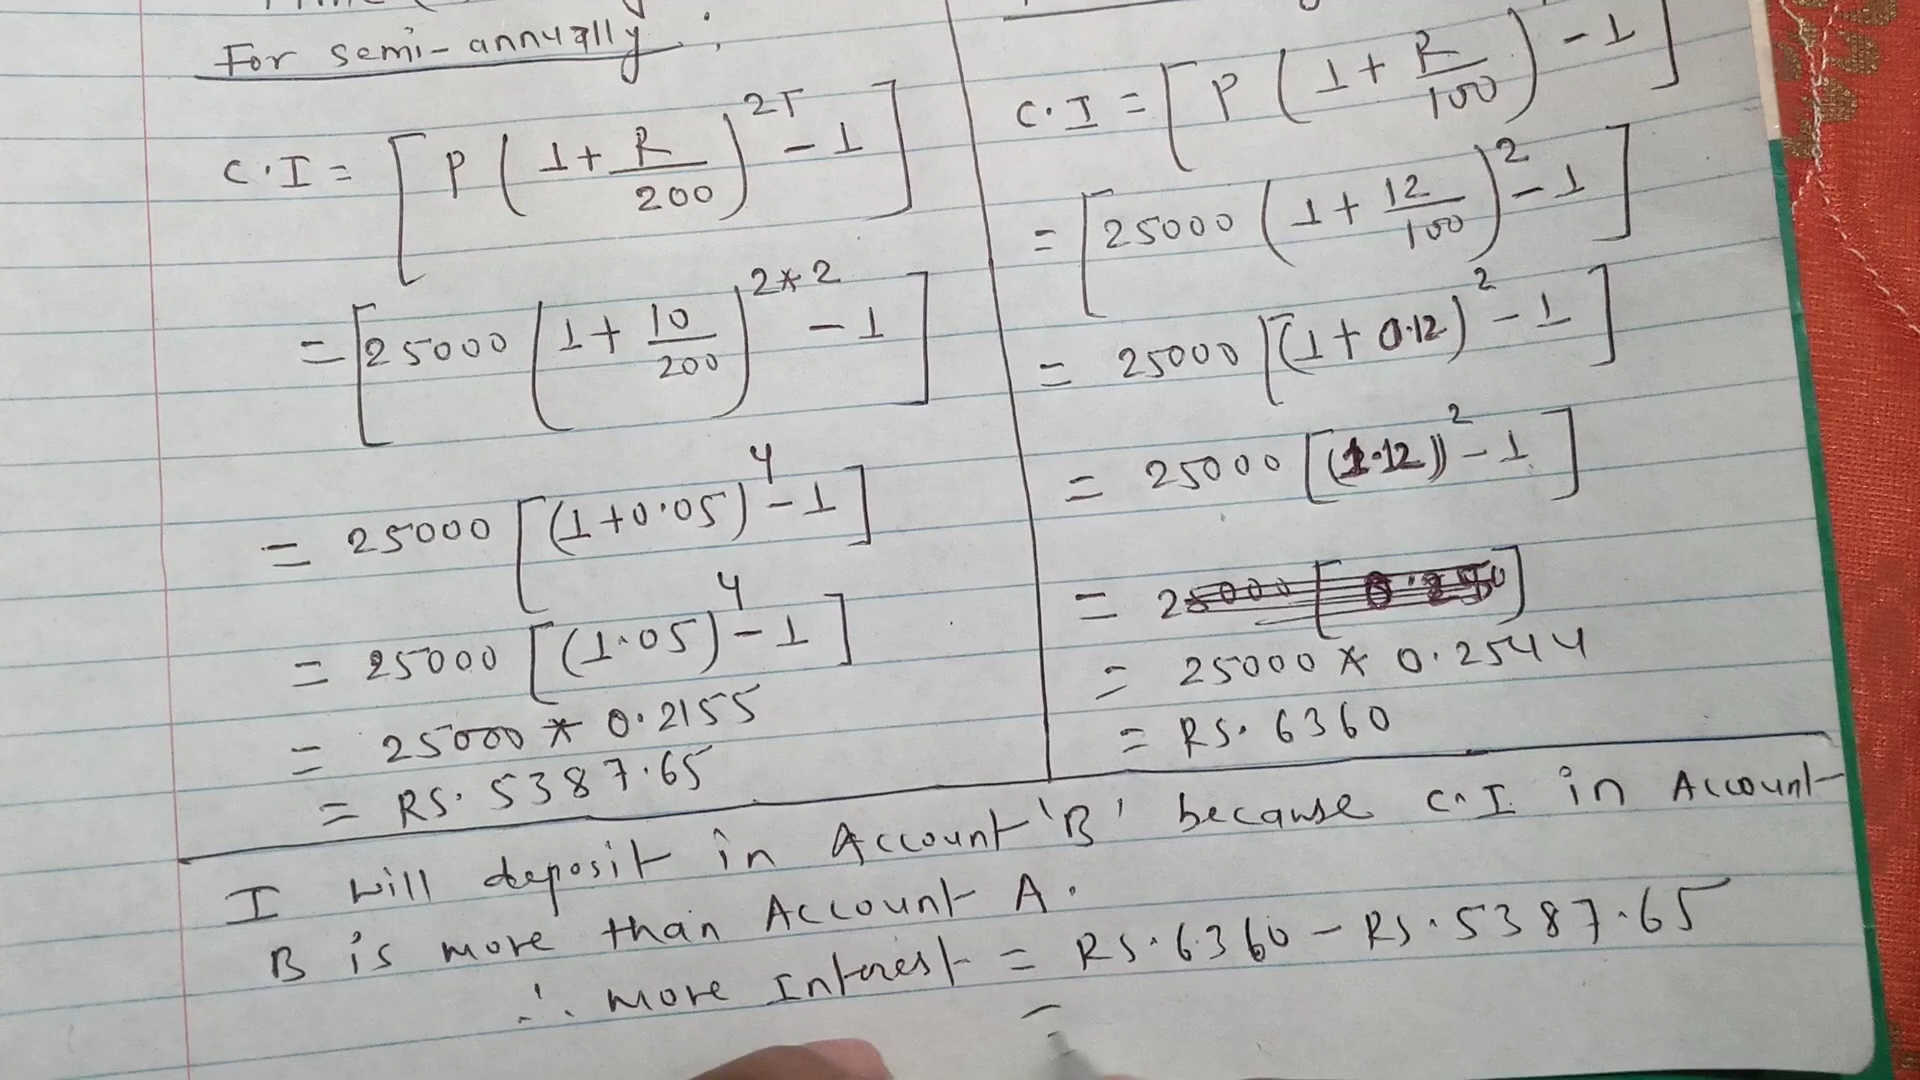 For semi-annually :
C.I = [ P ( 1 + R/200 )^2T - 1 ]
= [ 25000 ( 1 + 10/200 )^2*2 - 1 ]
= 25000 [ (1+0.05)^4 - 1 ]
= 25000 [ (1.05)^4 - 1 ]
= 25000 * 0.2155
= RS. 5387.65
C.I = [ P ( 1 + R/100 ) - 1 ]
= [ 25000 ( 1 + 12/100 )^2 - 1 ]
= 25000 [ (1 + 0.12)^2 - 1 ]
= 25000 [ (1.12))^2 - 1 ]
= 25000 [ ]
= 25000 * 0.2544
= RS. 6360
I will deposit in Account 'B' because C.I. in Account
B is more than Account A.
∴ more Interest = RS. 6360 - RS. 5387.65
=